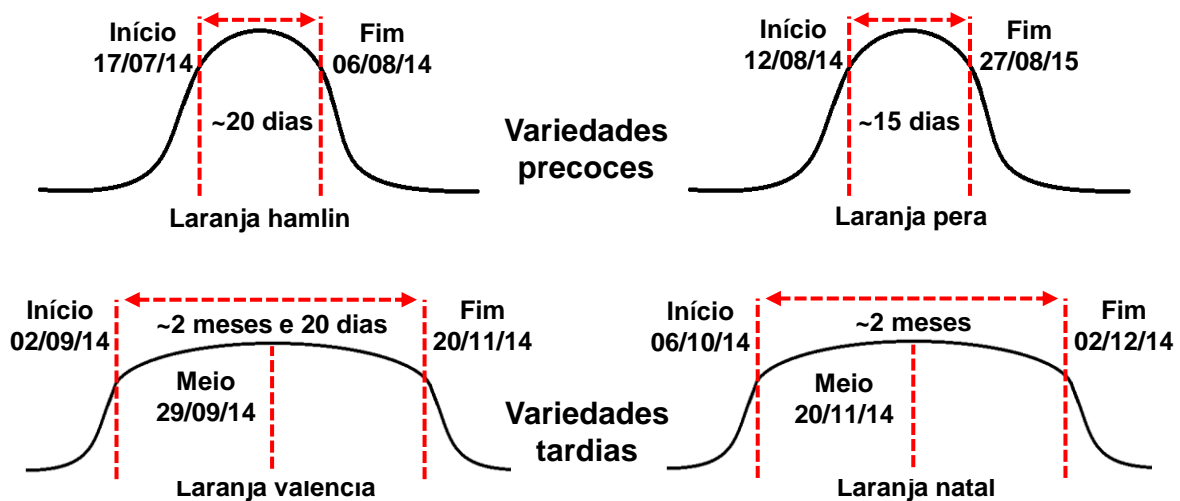 Início
17/07/14
Fim
06/08/14
~20 dias
Laranja hamlin
Variedades
precoces
Início
12/08/14
Fim
27/08/15
~15 dias
Laranja pera
Início
02/09/14
~2 meses e 20 dias
Fim
20/11/14
Meio
29/09/14
Laranja valencia
Variedades
tardias
Início
06/10/14
~2 meses
Fim
02/12/14
Meio
20/11/14
Laranja natal